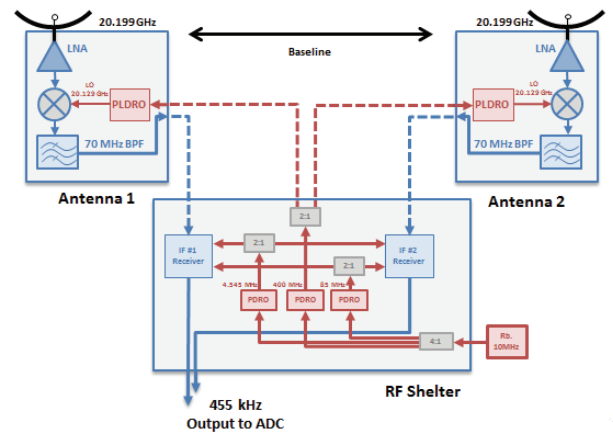 20.199 GHz
20.199 GHz
LNA
Baseline
LNA
LO
20.129 GHz
PLDRO
PLDRO
LO
20.129 GHz
70 MHz BPF
70 MHz BPF
Antenna 1
Antenna 2
2:1
IF #1
Receiver
2:1
IF #2
Receiver
2:1
4.545 MHz
400 MHz
85 MHz
PDRO
PDRO
PDRO
4:1
Rb.
10MHz
RF Shelter
455 kHz
Output to ADC